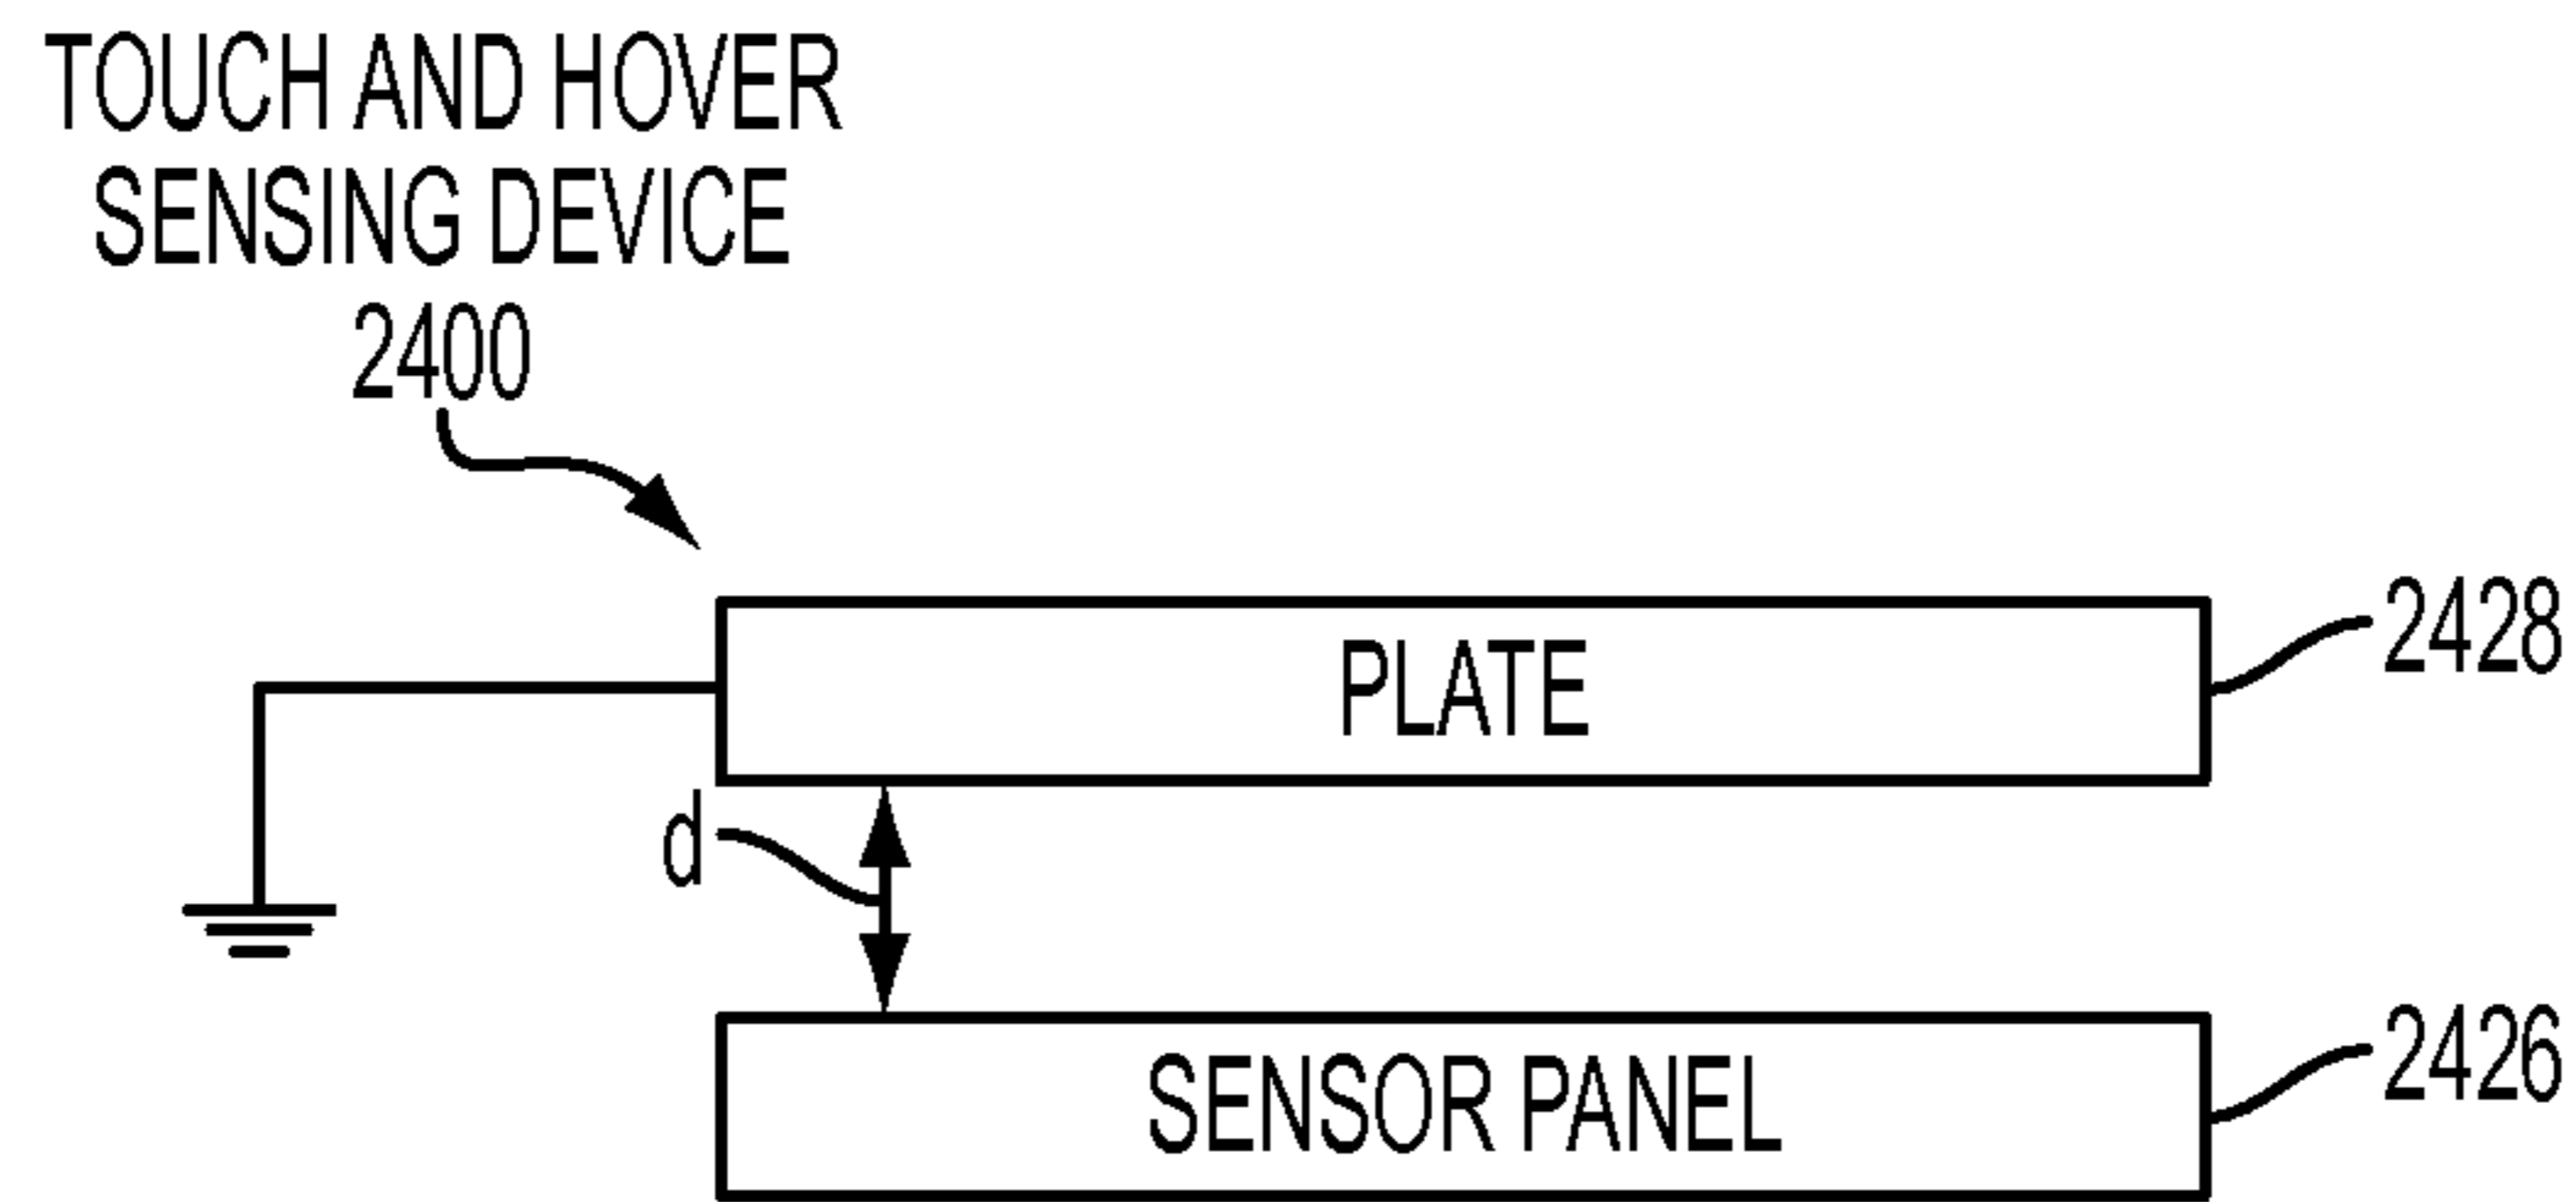 TOUCH AND HOVER
SENSING DEVICE
2400
PLATE
2428
d
SENSOR PANEL
2426